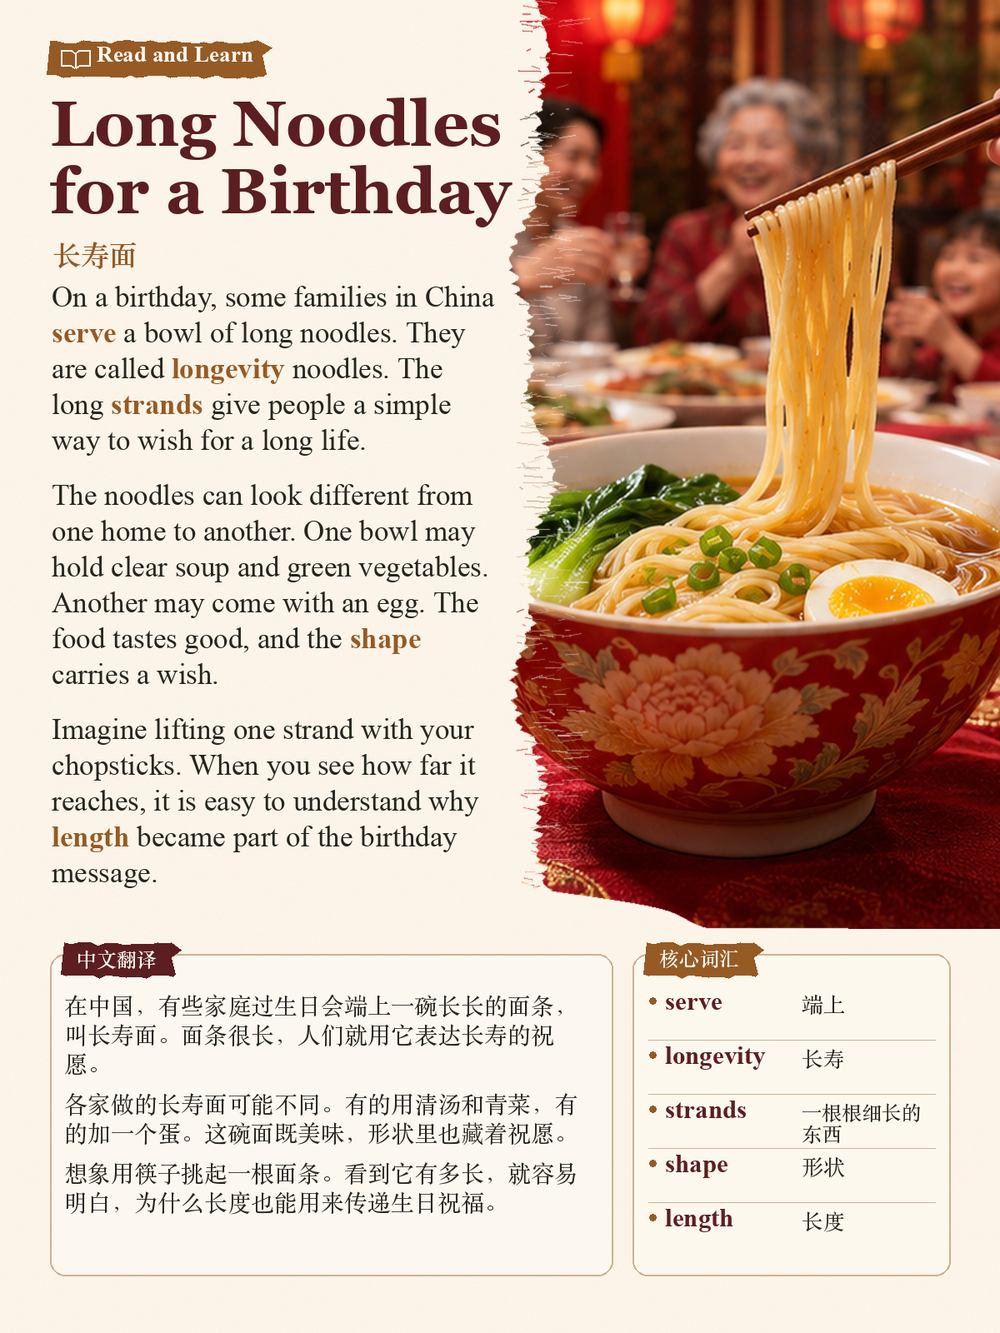 Read and Learn
Long Noodles
for a Birthday
长寿面
On a birthday, some families in China
serve a bowl of long noodles. They
are called longevity noodles. The
long strands give people a simple
way to wish for a long life.
The noodles can look different from
one home to another. One bowl may
hold clear soup and green vegetables.
Another may come with an egg. The
food tastes good, and the shape
carries a wish.
Imagine lifting one strand with your
chopsticks. When you see how far it
reaches, it is easy to understand why
length became part of the birthday
message.
中文翻译
在中国，有些家庭过生日会端上一碗长长的面条，
叫长寿面。面条很长，人们就用它表达长寿的祝
愿。
各家做的长寿面可能不同。有的用清汤和青菜，有
的加一个蛋。这碗面既美味，形状里也藏着祝愿。
想象用筷子挑起一根面条。看到它有多长，就容易
明白，为什么长度也能用来传递生日祝福。
核心词汇
serve 端上
longevity 长寿
strands 一根根细长的
东西
shape 形状
length 长度